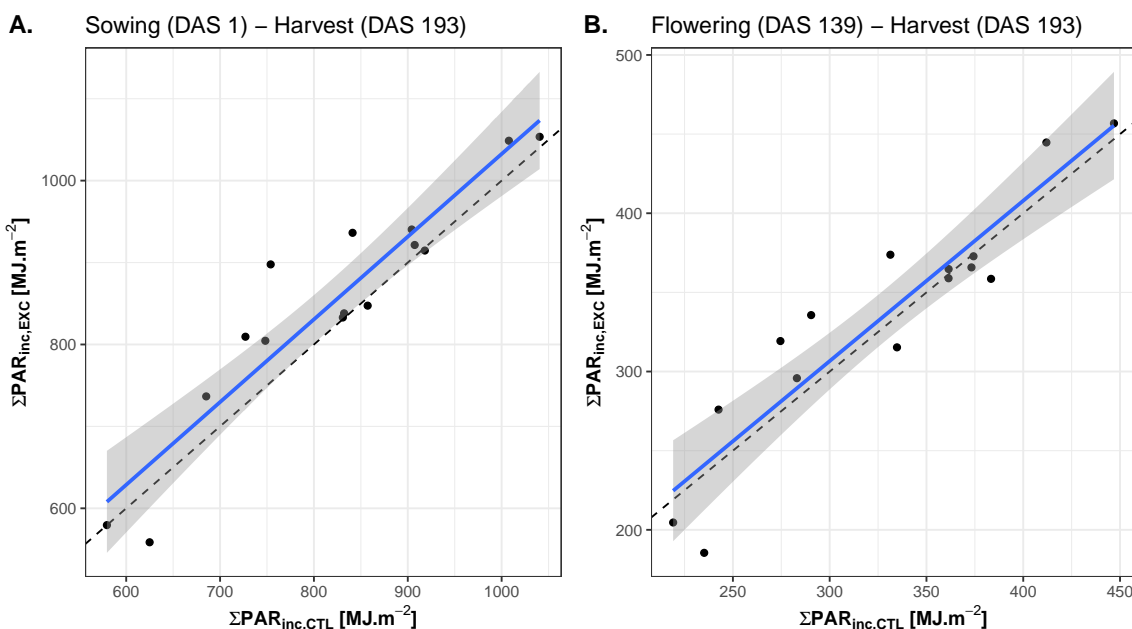 A. Sowing (DAS 1) – Harvest (DAS 193)
ΣPARinc,EXC [MJ.m−2]
1000
800
600
600 700 800 900 1000
ΣPARinc,CTL [MJ.m−2]
B. Flowering (DAS 139) – Harvest (DAS 193)
ΣPARinc,EXC [MJ.m−2]
500
400
300
200
250 300 350 400 450
ΣPARinc,CTL [MJ.m−2]